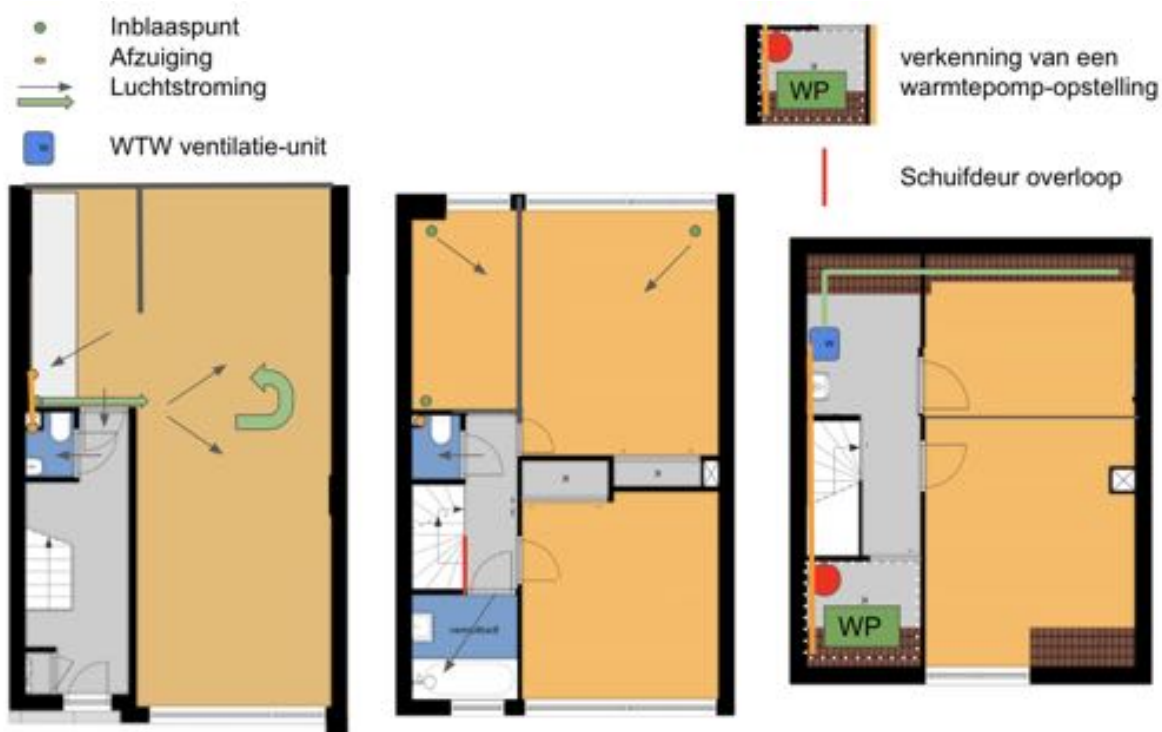 Inblaaspunt
Afzuiging
Luchtstroming
WTW ventilatie-unit
WP
verkenning van een
warmtepomp-opstelling
Schuifdeur overloop
WP